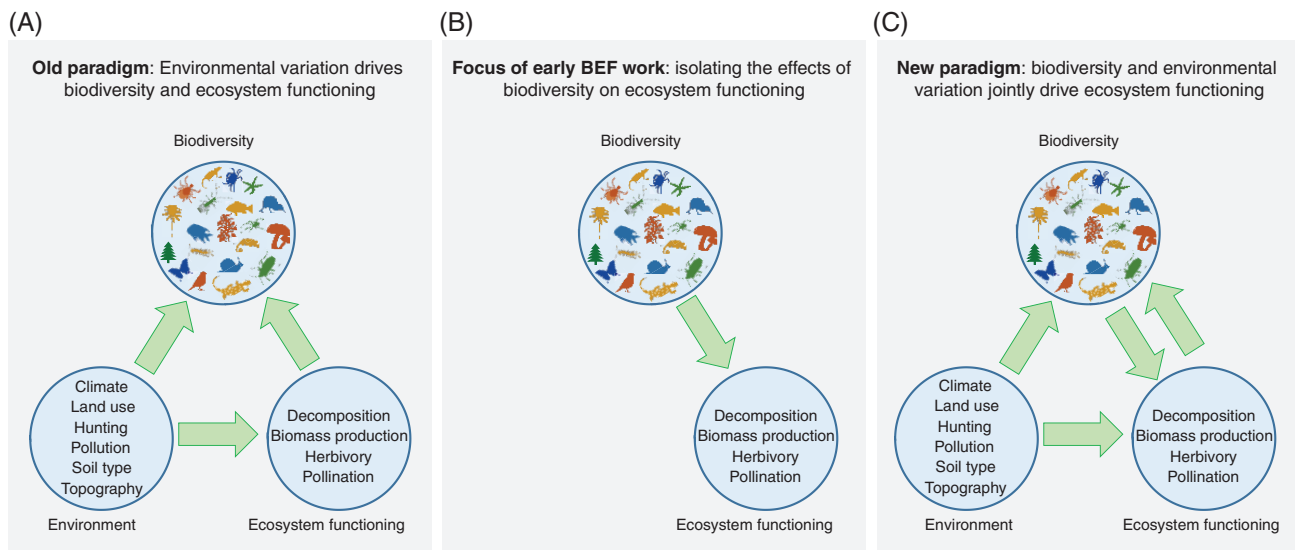 (A)
Old paradigm: Environmental variation drives
biodiversity and ecosystem functioning
Biodiversity
Climate
Land use
Hunting
Pollution
Soil type
Topography
Environment
Decomposition
Biomass production
Herbivory
Pollination
Ecosystem functioning
(B)
Focus of early BEF work: isolating the effects of
biodiversity on ecosystem functioning
Biodiversity
Decomposition
Biomass production
Herbivory
Pollination
Ecosystem functioning
(C)
New paradigm: biodiversity and environmental
variation jointly drive ecosystem functioning
Biodiversity
Climate
Land use
Hunting
Pollution
Soil type
Topography
Environment
Decomposition
Biomass production
Herbivory
Pollination
Ecosystem functioning